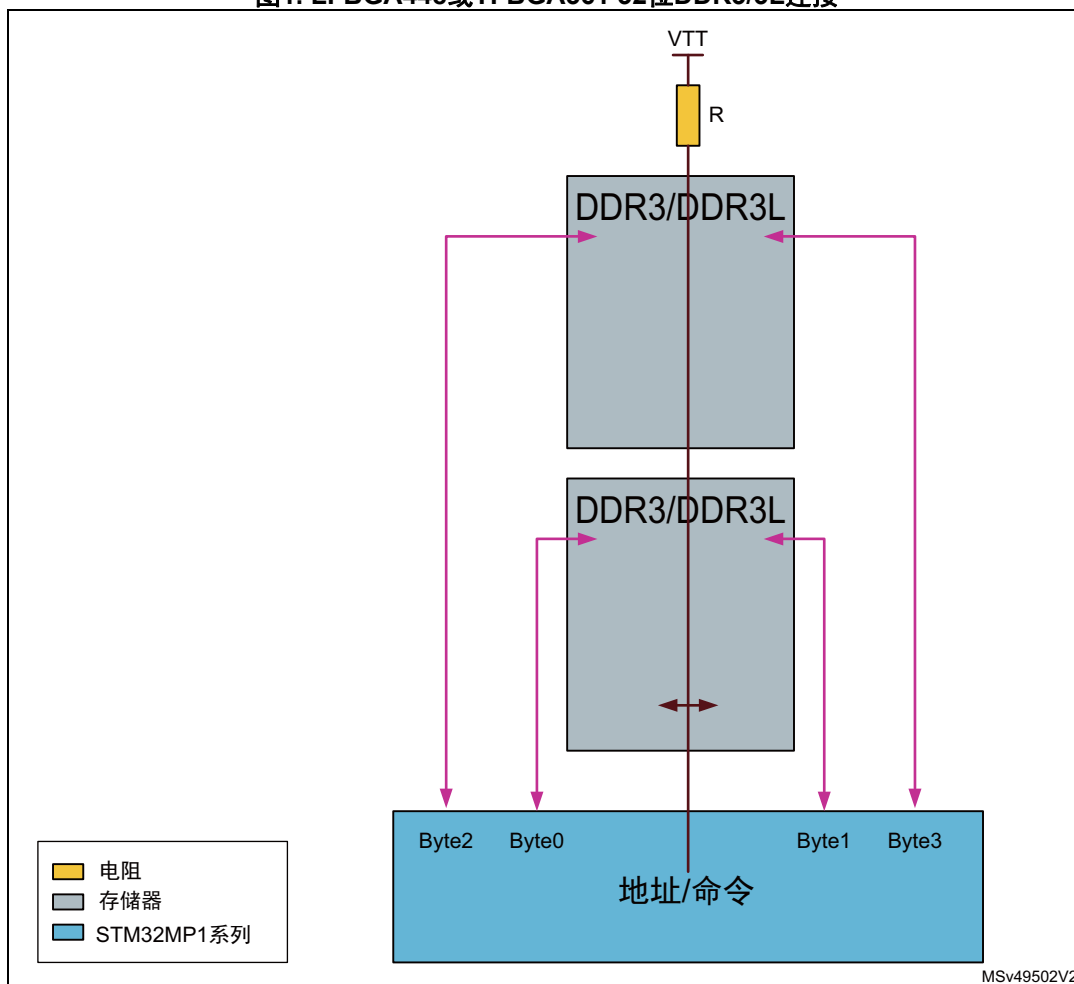 VTT
R
DDR3/DDR3L
DDR3/DDR3L
Byte2 Byte0 Byte1 Byte3
地址/命令
电阻
存储器
STM32MP1系列
MSv49502V2